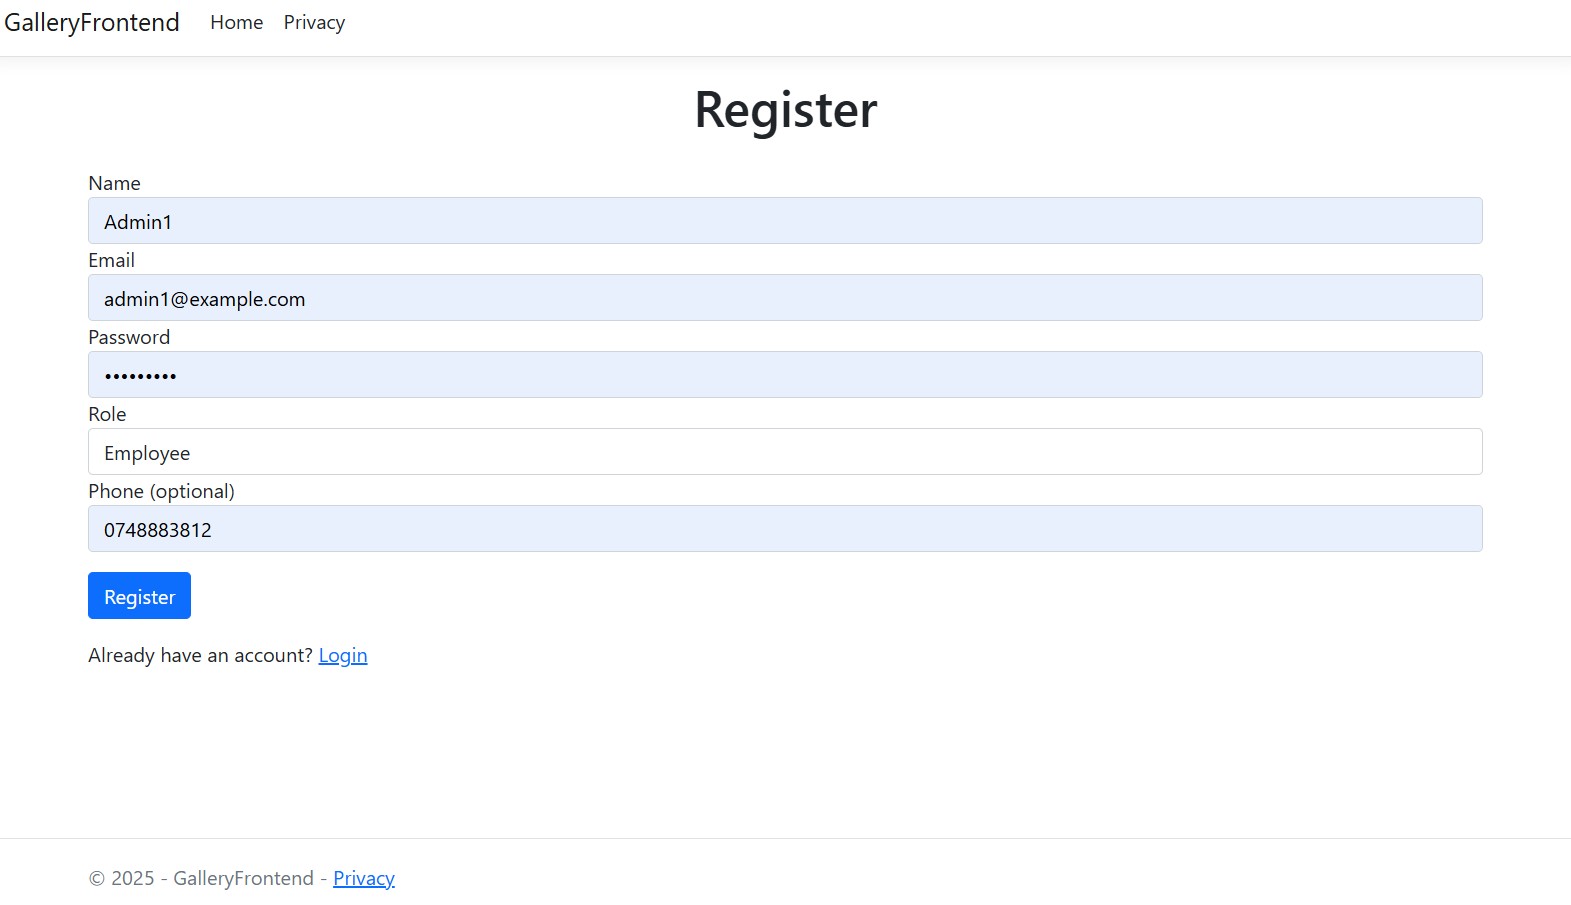 GalleryFrontend Home Privacy
Register
Name
Admin1
Email
admin1@example.com
Password
•••••••••
Role
Employee
Phone (optional)
0748883812
Register
Already have an account? Login
© 2025 - GalleryFrontend - Privacy